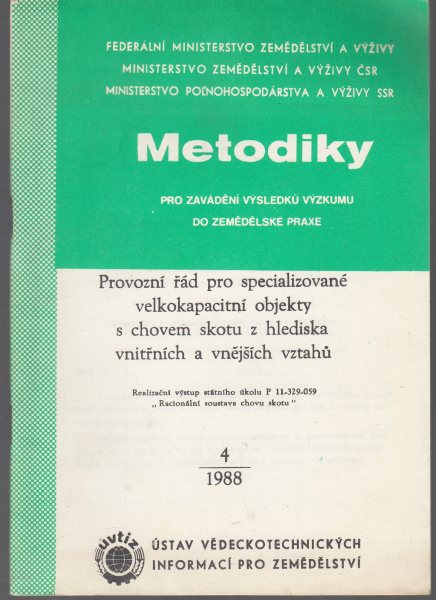 FEDERÁLNÍ MINISTERSTVO ZEMĚDĚLSTVÍ A VÝŽIVY
MINISTERSTVO ZEMĚDĚLSTVÍ A VÝŽIVY ČSR
MINISTERSTVO POĽNOHOSPODÁRSTVA A VÝŽIVY SSR
Metodiky
PRO ZAVÁDĚNÍ VÝSLEDKŮ VÝZKUMU
DO ZEMĚDĚLSKÉ PRAXE
Provozní řád pro specializované
velkokapacitní objekty
s chovem skotu z hlediska
vnitřních a vnějších vztahů
Realizační výstup státního úkolu P 11-329-059
„Racionální soustava chovu skotu"
4
1988
úvtiz
ÚSTAV VĚDECKOTECHNICKÝCH
INFORMACÍ PRO ZEMĚDĚLSTVÍ